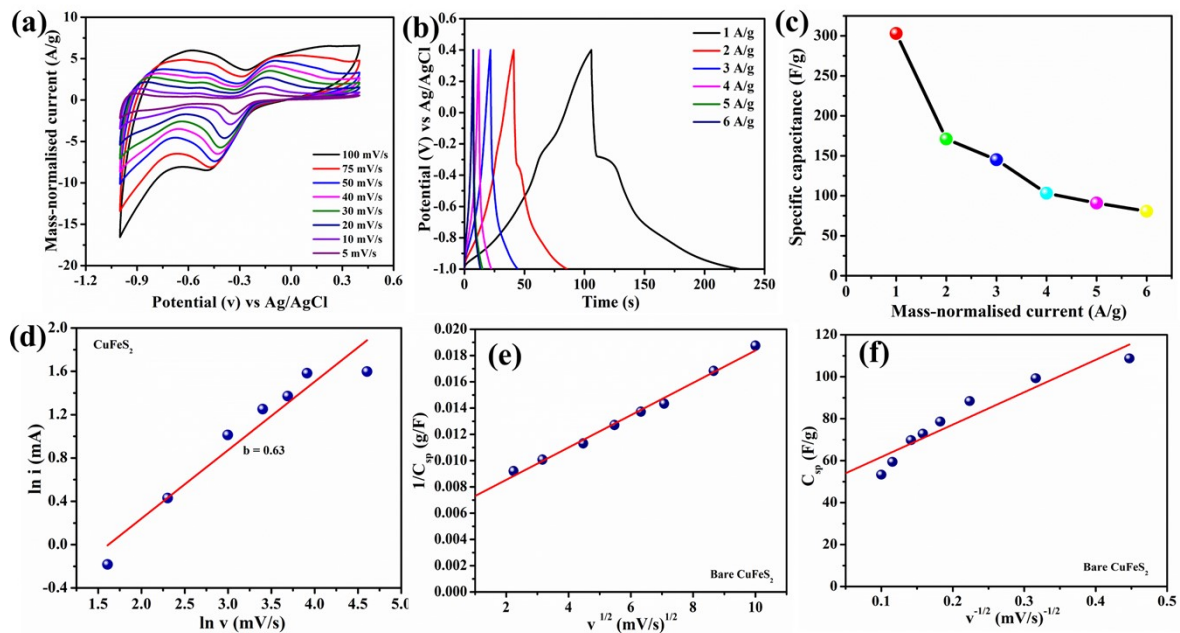 (a)
Mass-normalised current (A/g)
10
5
0
-5
-10
-15
-20
-1.2 -0.9 -0.6 -0.3 0.0 0.3 0.6
Potential (v) vs Ag/AgCl
100 mV/s
75 mV/s
50 mV/s
40 mV/s
30 mV/s
20 mV/s
10 mV/s
5 mV/s
(b)
Potential (V) vs Ag/AgCl
0.4
0.0
-0.4
-0.8
-1.0
0 50 100 150 200 250
Time (s)
1 A/g
2 A/g
3 A/g
4 A/g
5 A/g
6 A/g
(c)
Specific capacitance (F/g)
300
250
200
150
100
50
0
0 1 2 3 4 5 6
Mass-normalised current (A/g)
(d)
CuFeS₂
ln i (mA)
2.0
1.6
1.2
0.8
0.4
0.0
-0.4
b = 0.63
1.5 2.0 2.5 3.0 3.5 4.0 4.5 5.0
ln ν (mV/s)
(e)
1/Cₛₚ (g/F)
0.020
0.018
0.016
0.014
0.012
0.010
0.008
0.006
0.004
0.002
0.000
Bare CuFeS₂
2 4 6 8 10
v ¹/² (mV/s)¹/²
(f)
Cₛₚ (F/g)
120
100
80
60
40
20
0
Bare CuFeS₂
0.1 0.2 0.3 0.4 0.5
v⁻¹/² (mV/s)⁻¹/²